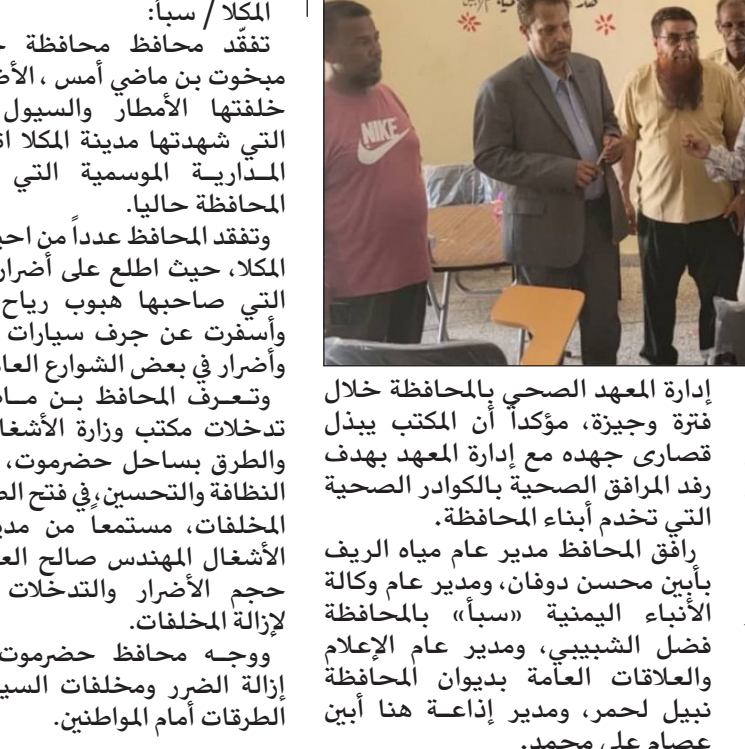 NIKE
إدارة المعهد الصحي بالمحافظة خلال
فترة وجيزة، مؤكداً أن المكتب يبذل
قصارى جهده مع إدارة المعهد بهدف
رفد المرافق الصحية بالكوادر الصحية
التي تخدم أبناء المحافظة.
رافق المحافظ مدير عام مياه الريف
بأبين محسن دوفان، ومدير عام وكالة
الأنباء اليمنية «سبأ» بالمحافظة
فضل الشبيبي، ومدير عام الإعلام
والعلاقات العامة بديوان المحافظة
نبيل لحمر، ومدير إذاعة هنا أبين
عصام علي محمد.
المكلا / سبأ:
تفقّد محافظ محافظة
مبخوت بن ماضي أمس ،
خلفتها الأمطار والسيول
التي شهدتها مدينة المكلا
المدارية الموسمية التي
المحافظة حاليا.
وتفقد المحافظ عدداً من
المكلا، حيث اطلع على
التي صاحبها هبوب رياح
وأسفرت عن جرف سيارات
وأضرار في بعض الشوارع
وتعرف المحافظ بن
تدخلات مكتب وزارة
والطرق بساحل حضرموت،
النظافة والتحسين، في فتح
المخلفات، مستمعاً من
الأشغال المهندس صالح
حجم الأضرار والتدخلات
لإزالة المخلفات.
ووجه محافظ حضرموت
إزالة الضرر ومخلفات
الطرقات أمام المواطنين.